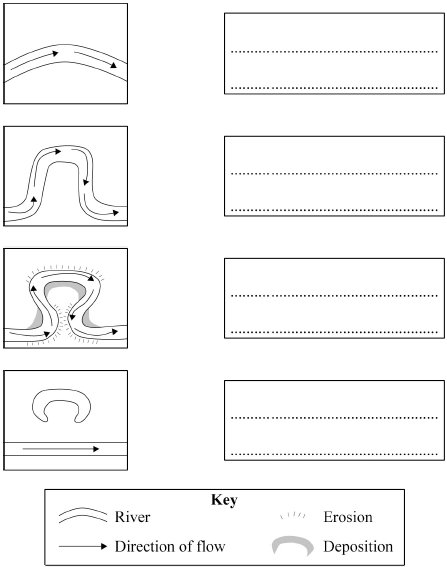 Key
River
Erosion
Direction of flow
Deposition